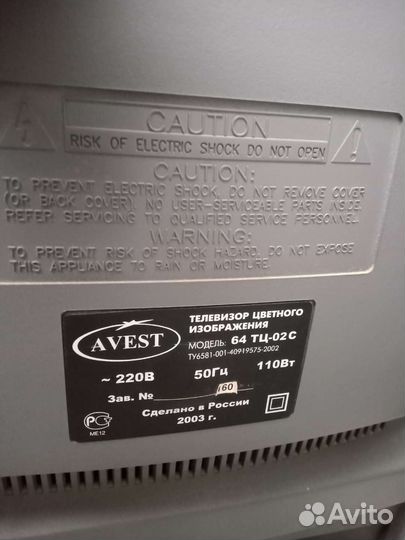 CAUTION
RISK OF ELECTRIC SHOCK DO NOT OPEN
CAUTION:
TO PREVENT ELECTRIC SHOCK, DO NOT REMOVE COVER
(OR BACK COVER). NO USER-SERVICEABLE PARTS INSIDE.
REFER SERVICING TO QUALIFIED SERVICE PERSONNEL.
WARNING:
TO PREVENT RISK OF SHOCK HAZARD, DO NOT EXPOSE
THIS APPLIANCE TO RAIN OR MOISTURE.
AVEST
ТЕЛЕВИЗОР ЦВЕТНОГО
ИЗОБРАЖЕНИЯ
МОДЕЛЬ: 64 ТЦ-02С
ТУ6581-001-40919575-2002
~ 220В 50Гц 110Вт
Зав. № 160
Сделано в России
2003 г.
РСТ
МЕ12
Avito